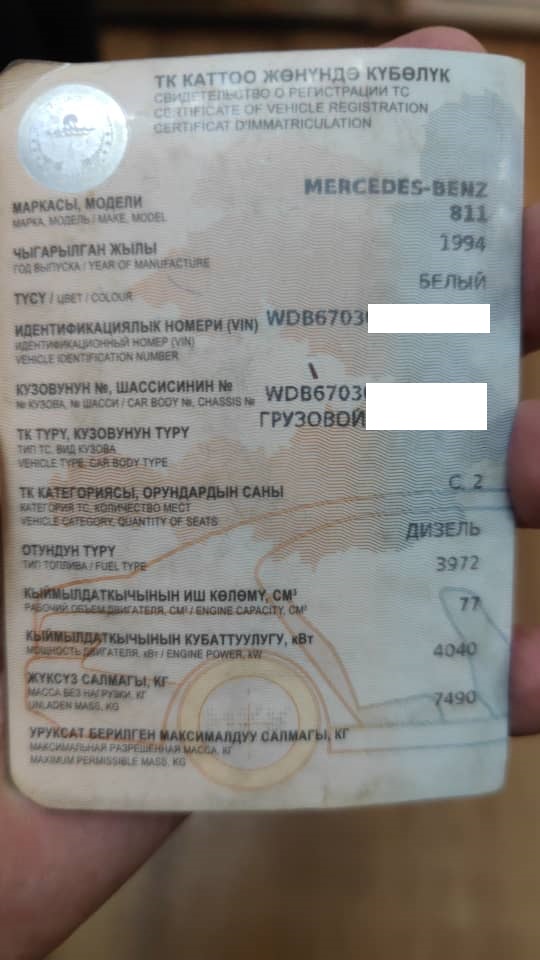 ТК КАТТОО ЖӨНҮНДӨ КҮБӨЛҮК
СВИДЕТЕЛЬСТВО О РЕГИСТРАЦИИ ТС
CERTIFICATE OF VEHICLE REGISTRATION
CERTIFICAT D'IMMATRICULATION
МАРКАСЫ, МОДЕЛИ
МАРКА, МОДЕЛЬ / MAKE, MODEL
MERCEDES-BENZ
811
ЧЫГАРЫЛГАН ЖЫЛЫ
ГОД ВЫПУСКА / YEAR OF MANUFACTURE
1994
ТҮСҮ / ЦВЕТ / COLOUR
БЕЛЫЙ
ИДЕНТИФИКАЦИЯЛЫК НОМЕРИ (VIN)
ИДЕНТИФИКАЦИОННЫЙ НОМЕР (VIN)
VEHICLE IDENTIFICATION NUMBER
WDB6703
КУЗОВУНУН №, ШАССИСИНИН №
№ КУЗОВА, № ШАССИ / CAR BODY №, CHASSIS №
WDB6703
ТК ТҮРҮ, КУЗОВУНУН ТҮРҮ
ТИП ТС, ВИД КУЗОВА
VEHICLE TYPE, CAR BODY TYPE
ГРУЗОВОЙ
ТК КАТЕГОРИЯСЫ, ОРУНДАРДЫН САНЫ
КАТЕГОРИЯ ТС, КОЛИЧЕСТВО МЕСТ
VEHICLE CATEGORY, QUANTITY OF SEATS
C, 2
ОТУНДУН ТҮРҮ
ТИП ТОПЛИВА / FUEL TYPE
ДИЗЕЛЬ
КЫЙМЫЛДАТКЫЧЫНЫН ИШ КӨЛӨМҮ, СМ³
РАБОЧИЙ ОБЪЕМ ДВИГАТЕЛЯ, СМ³ / ENGINE CAPACITY, CM³
3972
КЫЙМЫЛДАТКЫЧЫНЫН КУБАТТУУЛУГУ, кВт
МОЩНОСТЬ ДВИГАТЕЛЯ, кВт / ENGINE POWER, kW
77
ЖҮКСҮЗ САЛМАГЫ, КГ
МАССА БЕЗ НАГРУЗКИ, КГ
UNLADEN MASS, KG
4040
УРУКСАТ БЕРИЛГЕН МАКСИМАЛДУУ САЛМАГЫ, КГ
МАКСИМАЛЬНАЯ РАЗРЕШЕННАЯ МАССА, КГ
MAXIMUM PERMISSIBLE MASS, KG
7490